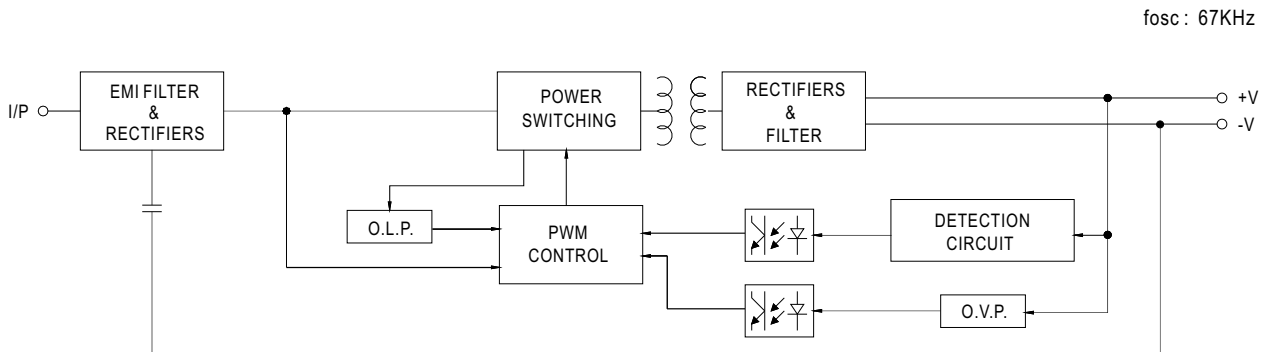 fosc : 67KHz
I/P
EMI FILTER
&
RECTIFIERS
POWER
SWITCHING
RECTIFIERS
&
FILTER
+V
-V
O.L.P.
PWM
CONTROL
DETECTION
CIRCUIT
O.V.P.